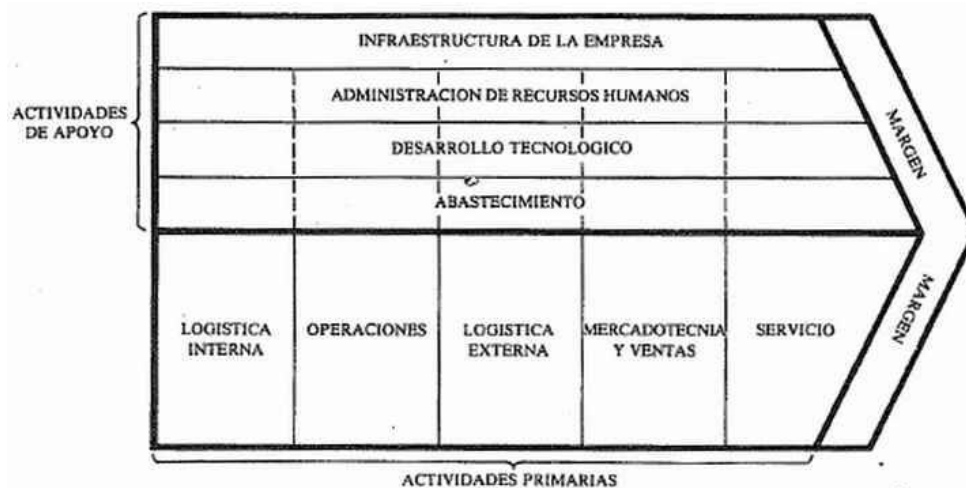 INFRAESTRUCTURA DE LA EMPRESA
ADMINISTRACION DE RECURSOS HUMANOS
ACTIVIDADES
DE APOYO
DESARROLLO TECNOLOGICO
ABASTECIMIENTO
MARGEN
MARGEN
LOGISTICA
INTERNA
OPERACIONES
LOGISTICA
EXTERNA
MERCADOTECNIA
Y VENTAS
SERVICIO
ACTIVIDADES PRIMARIAS